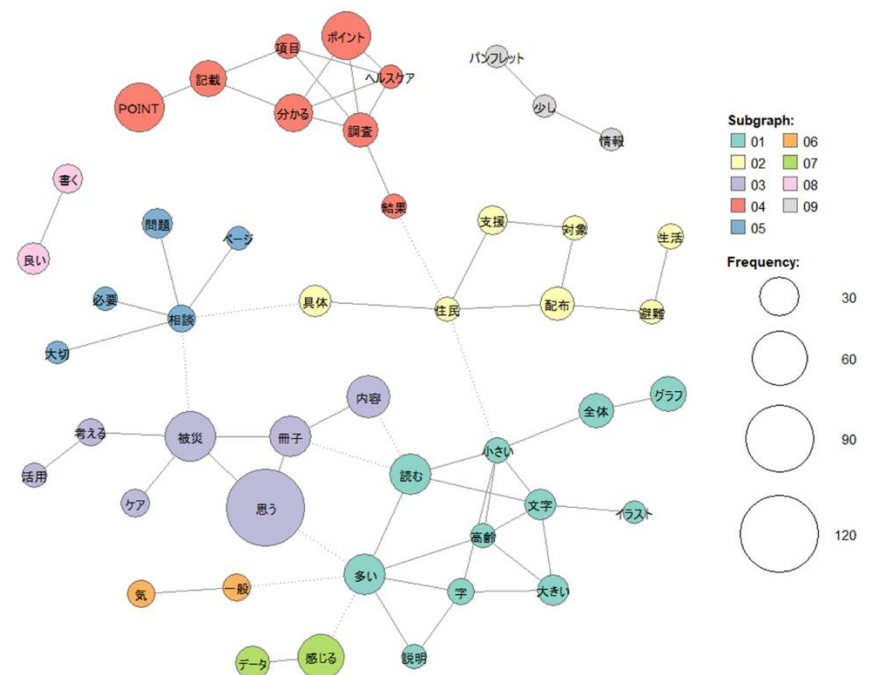 ポイント
項目
パンフレット
記載
ヘルスケア
POINT
分かる
少し
調査
情報
書く
結果
問題
ページ
支援
対象
生活
良い
必要
相談
具体
住民
配布
避難
大切
内容
グラフ
全体
考える
被災
冊子
小さい
活用
読む
ケア
思う
文字
イラスト
高齢
多い
気
一般
字
大きい
データ
感じる
説明
Subgraph:
01 06
02 07
03 08
04 09
05
Frequency:
30
60
90
120